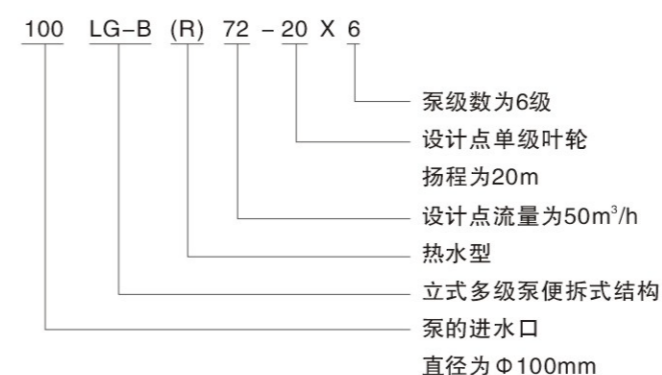 100 LG-B (R) 72 - 20 X 6
泵级数为6级
设计点单级叶轮
扬程为20m
设计点流量为50m³/h
热水型
立式多级泵便拆式结构
泵的进水口
直径为Φ100mm